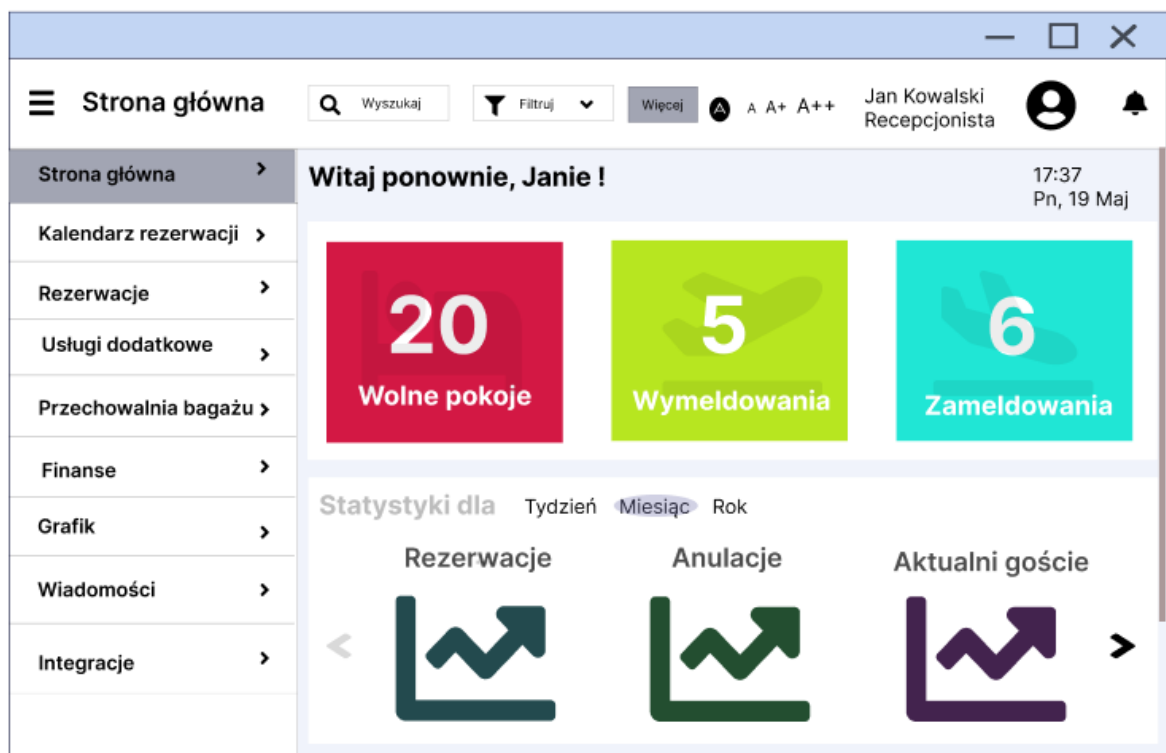 Strona główna
Wyszukaj
Filtruj
Więcej
A A A+ A++
Jan Kowalski
Recepcjonista
Strona główna
Kalendarz rezerwacji
Rezerwacje
Usługi dodatkowe
Przechowalnia bagażu
Finanse
Grafik
Wiadomości
Integracje
Witaj ponownie, Janie !
17:37
Pn, 19 Maj
20
Wolne pokoje
5
Wymeldowania
6
Zameldowania
Statystyki dla Tydzień Miesiąc Rok
Rezerwacje
Anulacje
Aktualni goście